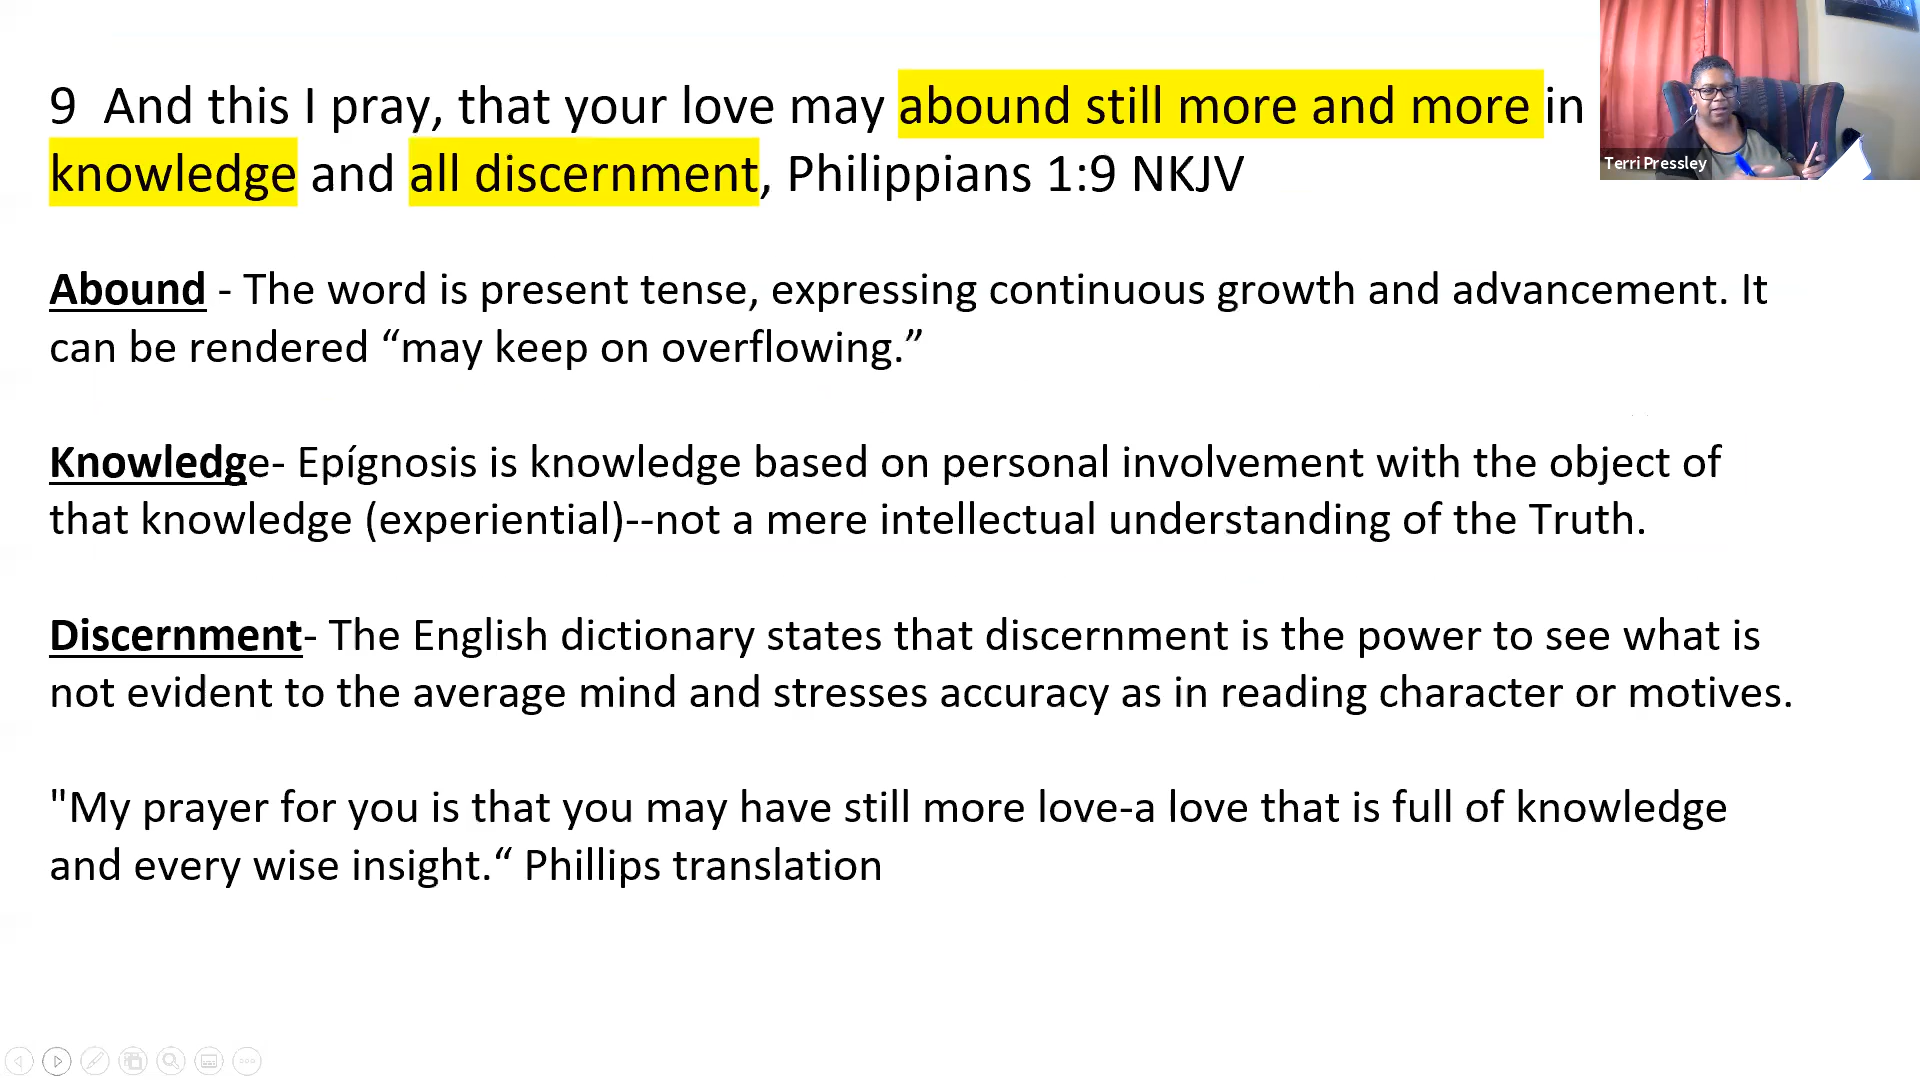 9  And this I pray, that your love may abound still more and more in
knowledge and all discernment, Philippians 1:9 NKJV
Terri Pressley
Abound - The word is present tense, expressing continuous growth and advancement. It
can be rendered “may keep on overflowing.”
Knowledge- Epígnosis is knowledge based on personal involvement with the object of
that knowledge (experiential)--not a mere intellectual understanding of the Truth.
Discernment- The English dictionary states that discernment is the power to see what is
not evident to the average mind and stresses accuracy as in reading character or motives.
"My prayer for you is that you may have still more love-a love that is full of knowledge
and every wise insight.“ Phillips translation